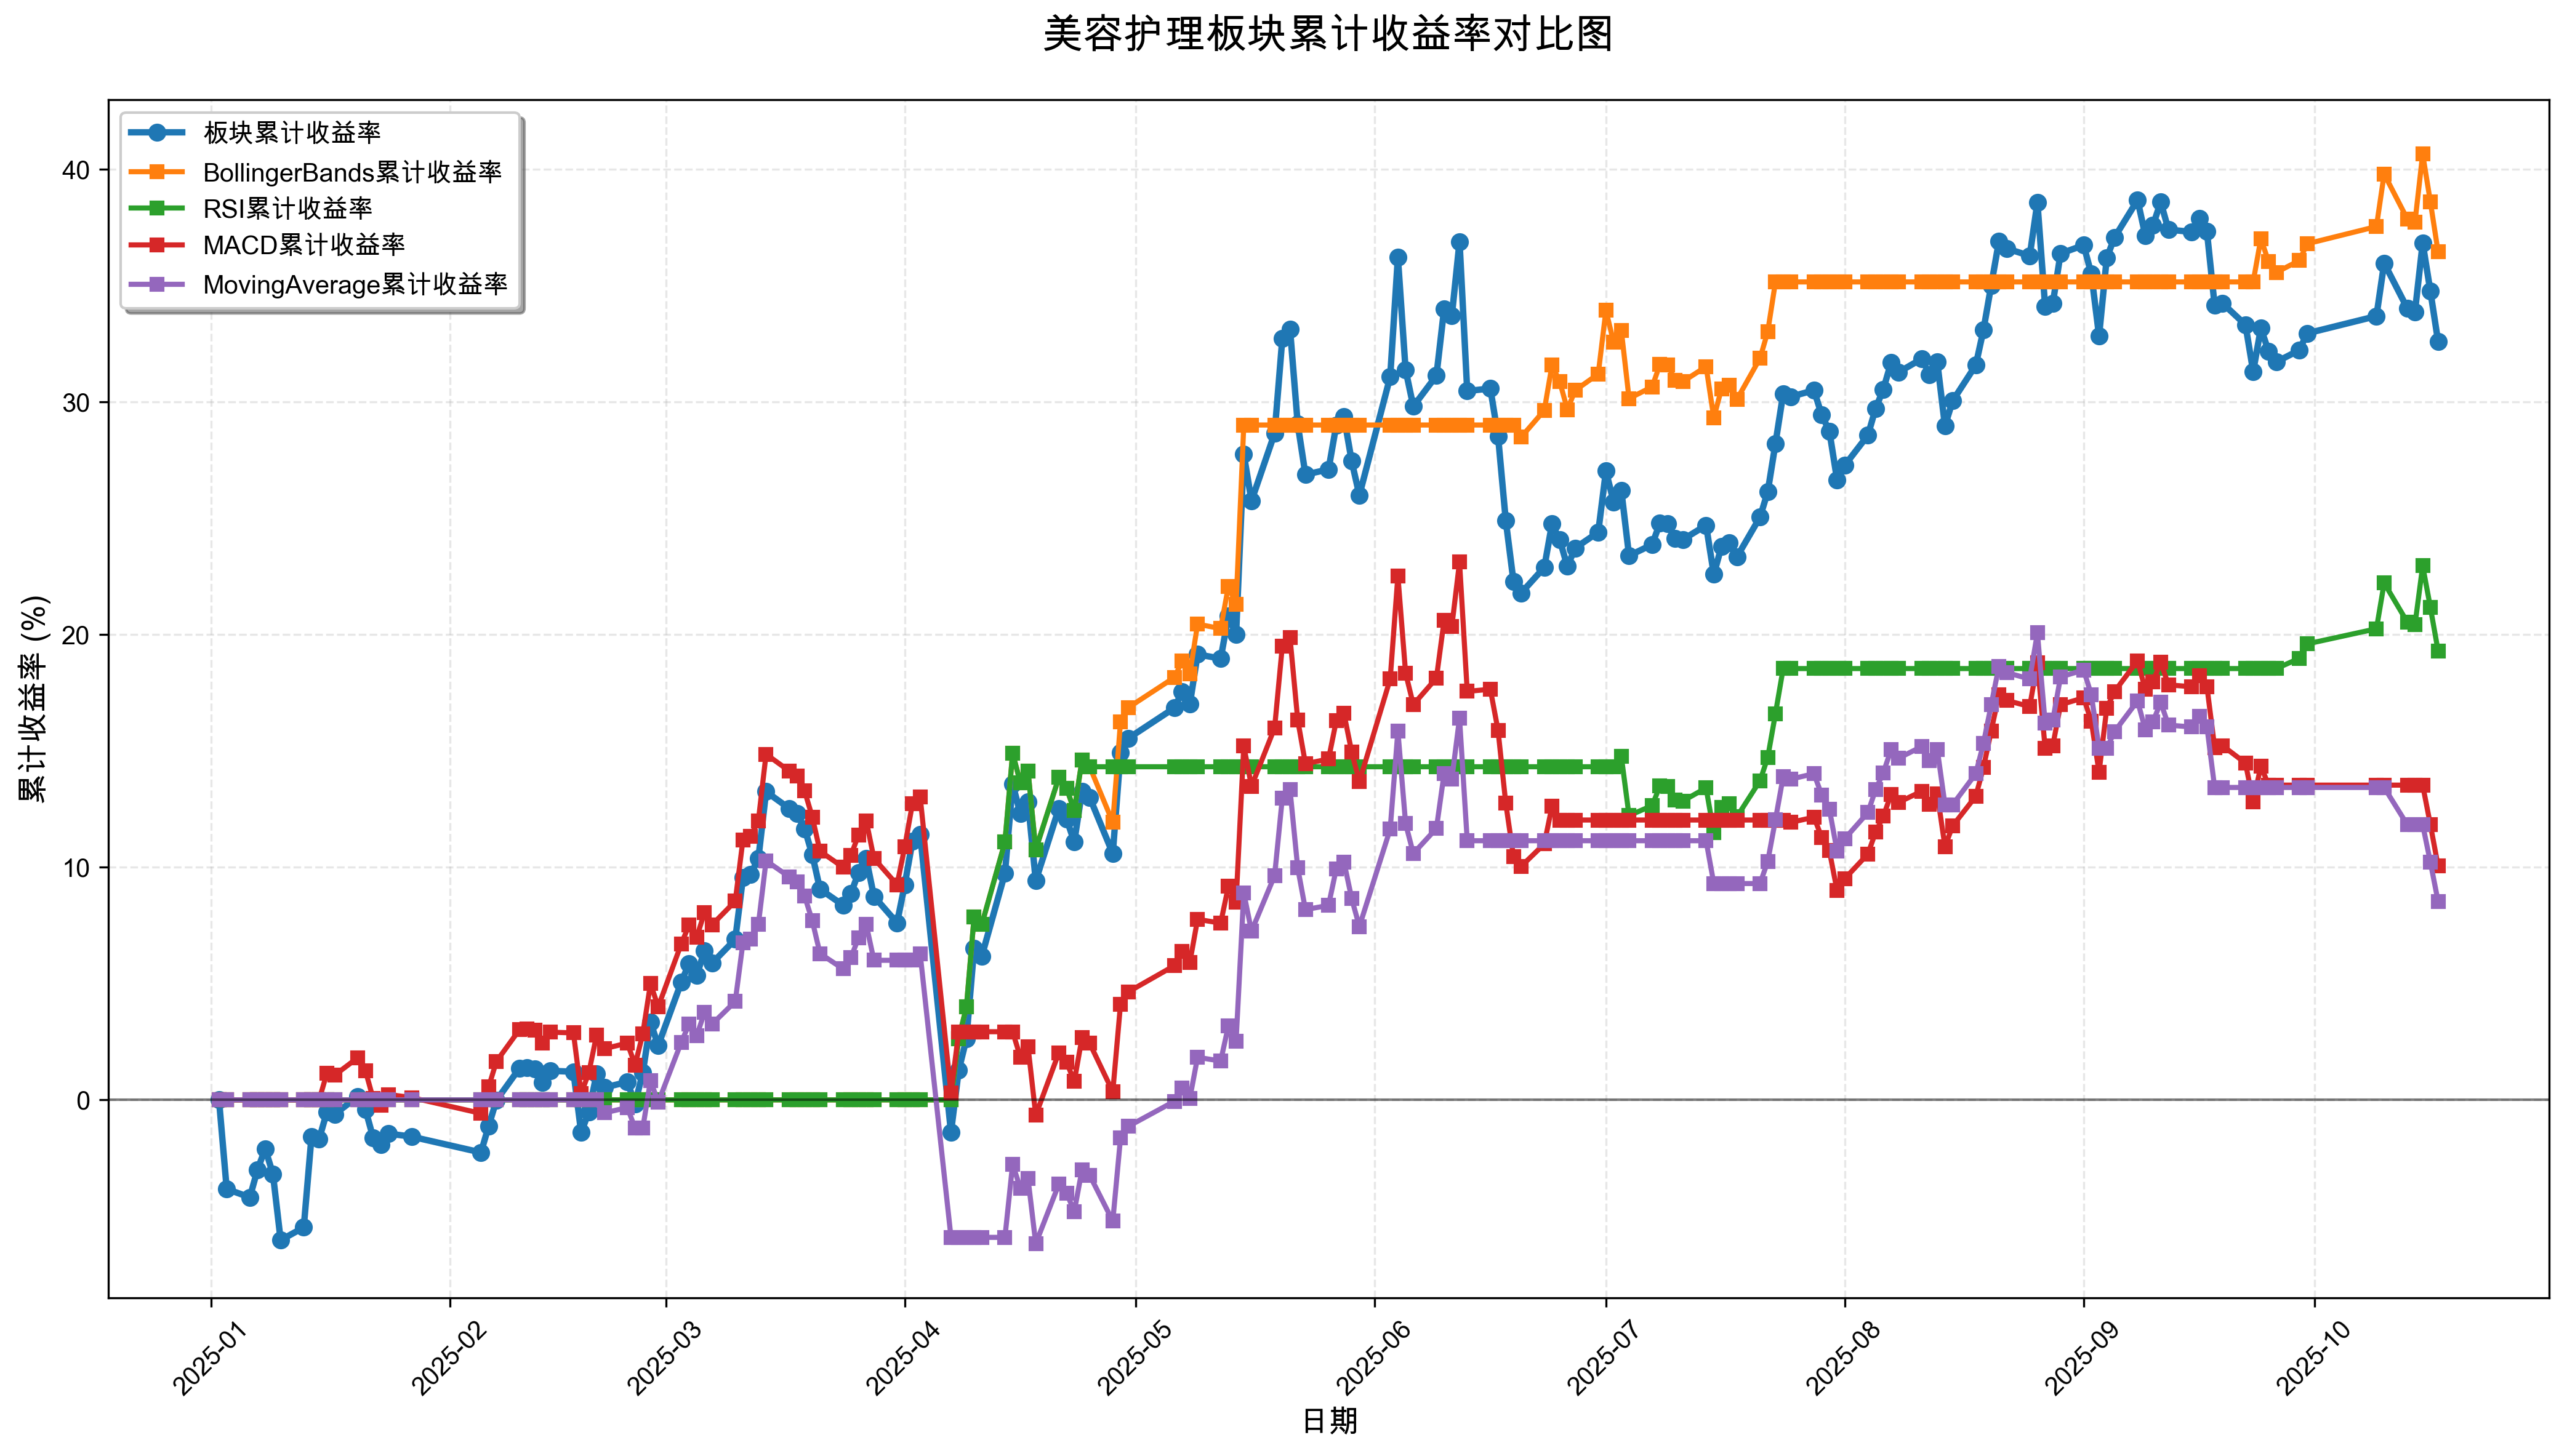 美容护理板块累计收益率对比图
板块累计收益率
BollingerBands累计收益率
RSI累计收益率
MACD累计收益率
MovingAverage累计收益率
累计收益率 (%)
40
30
20
10
0
2025-01
2025-02
2025-03
2025-04
2025-05
2025-06
2025-07
2025-08
2025-09
2025-10
日期